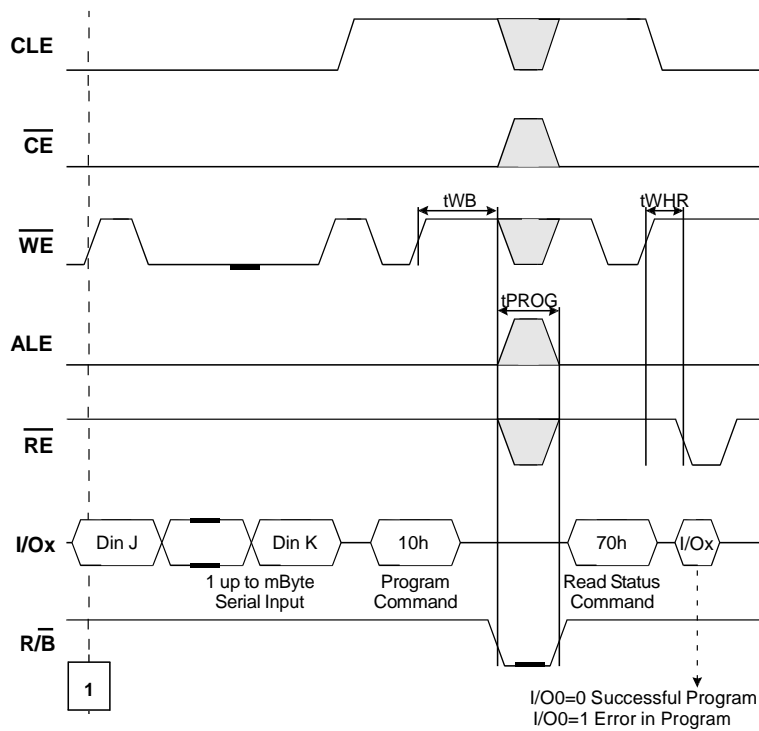 CLE
CE
tWB
tWHR
WE
tPROG
ALE
RE
I/Ox
Din J
Din K
10h
70h
I/Ox
1 up to mByte
Serial Input
Program
Command
Read Status
Command
R/B
1
I/O0=0 Successful Program
I/O0=1 Error in Program